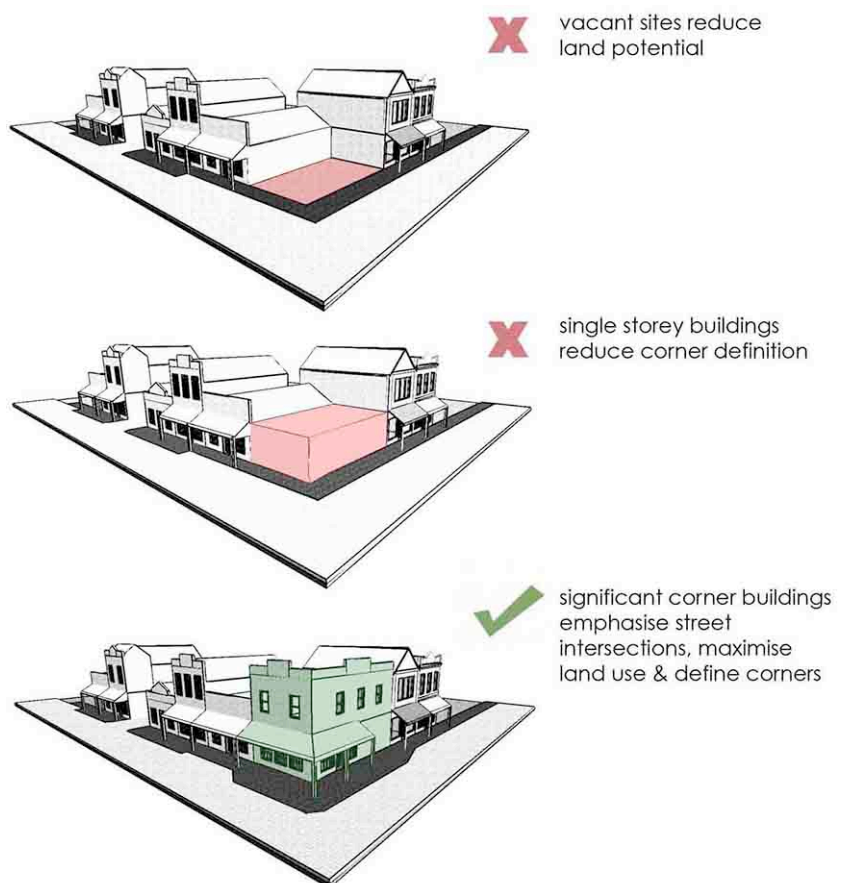 vacant sites reduce
land potential
single storey buildings
reduce corner definition
significant corner buildings
emphasise street
intersections, maximise
land use & define corners